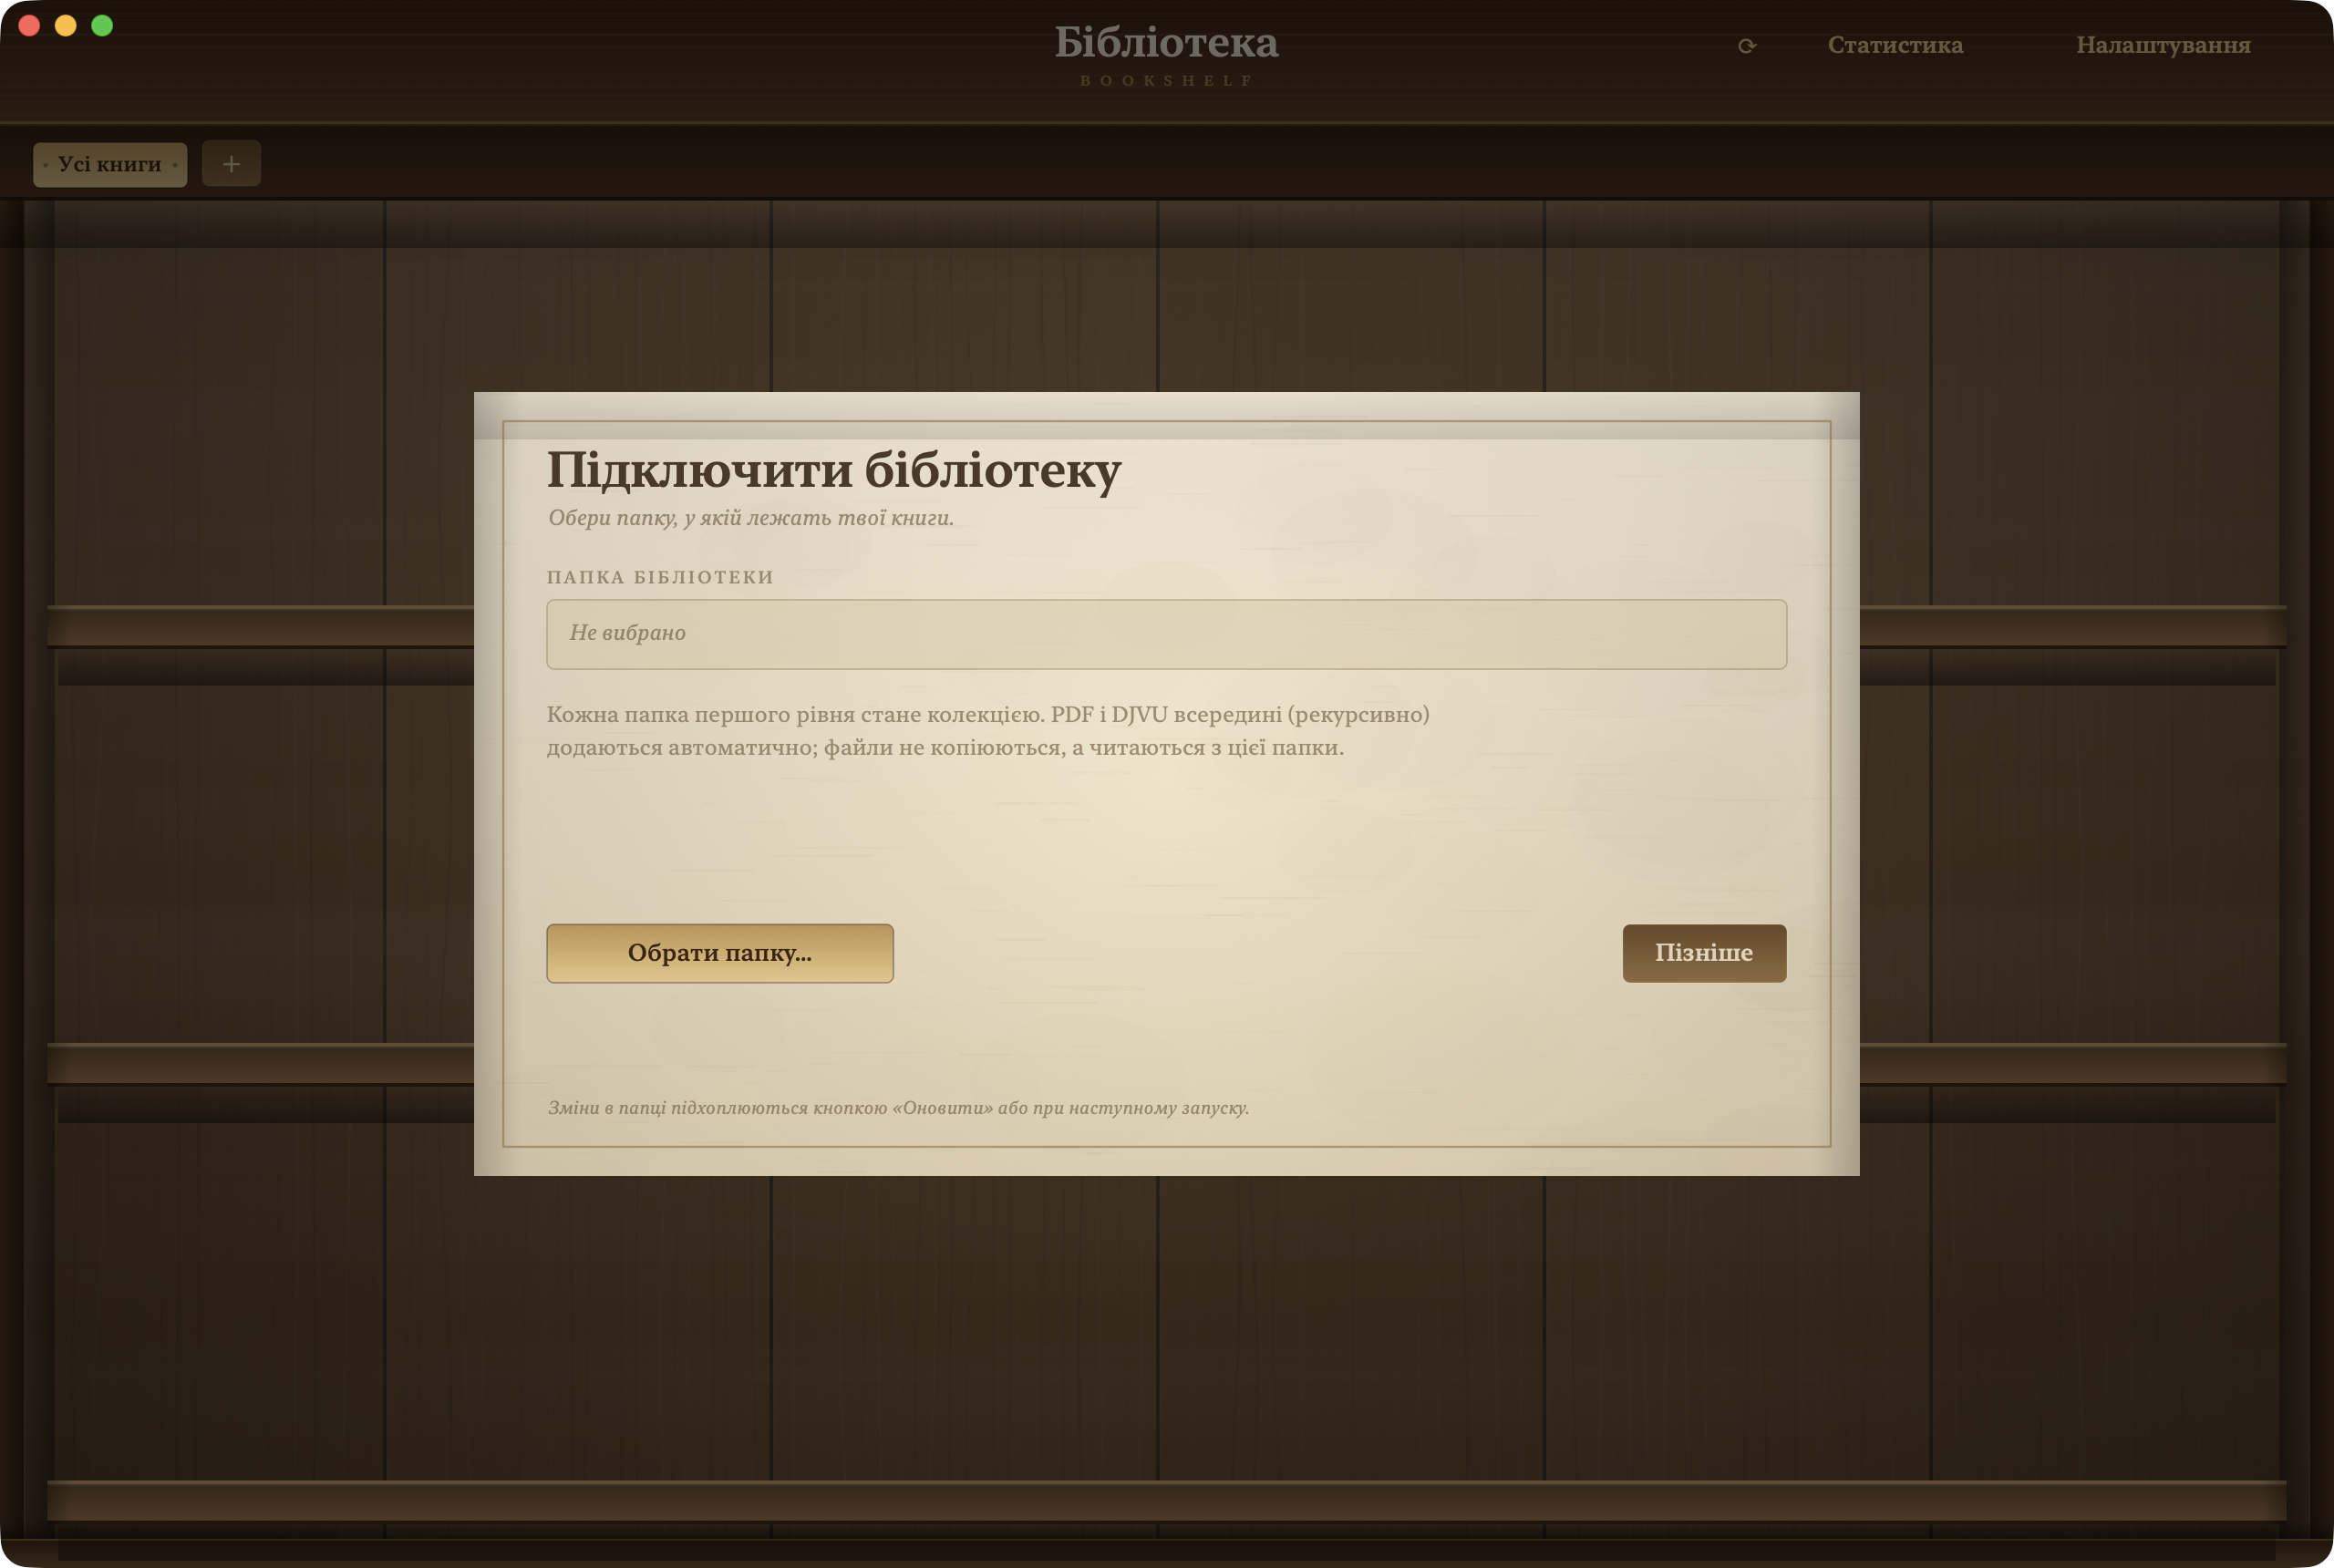 Бібліотека
BOOKSHELF
⟳ Статистика Налаштування
Усі книги +
Підключити бібліотеку
Обери папку, у якій лежать твої книги.
ПАПКА БІБЛІОТЕКИ
Не вибрано
Кожна папка першого рівня стане колекцією. PDF і DJVU всередині (рекурсивно)
додаються автоматично; файли не копіюються, а читаються з цієї папки.
Обрати папку... Пізніше
Зміни в папці підхоплюються кнопкою «Оновити» або при наступному запуску.